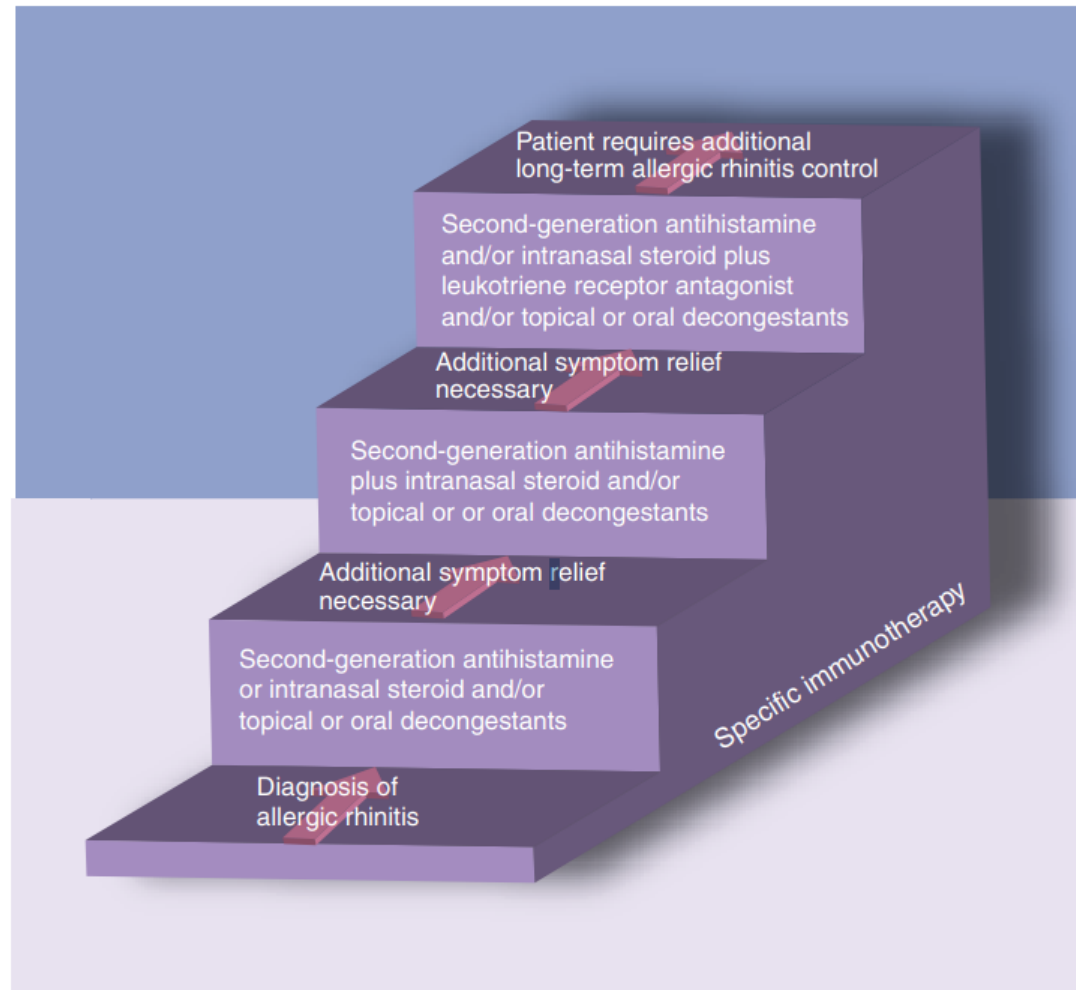 Patient requires additional
long-term allergic rhinitis control
Second-generation antihistamine
and/or intranasal steroid plus
leukotriene receptor antagonist
and/or topical or oral decongestants
Additional symptom relief
necessary
Second-generation antihistamine
plus intranasal steroid and/or
topical or or oral decongestants
Additional symptom relief
necessary
Second-generation antihistamine
or intranasal steroid and/or
topical or oral decongestants
Diagnosis of
allergic rhinitis
Specific immunotherapy